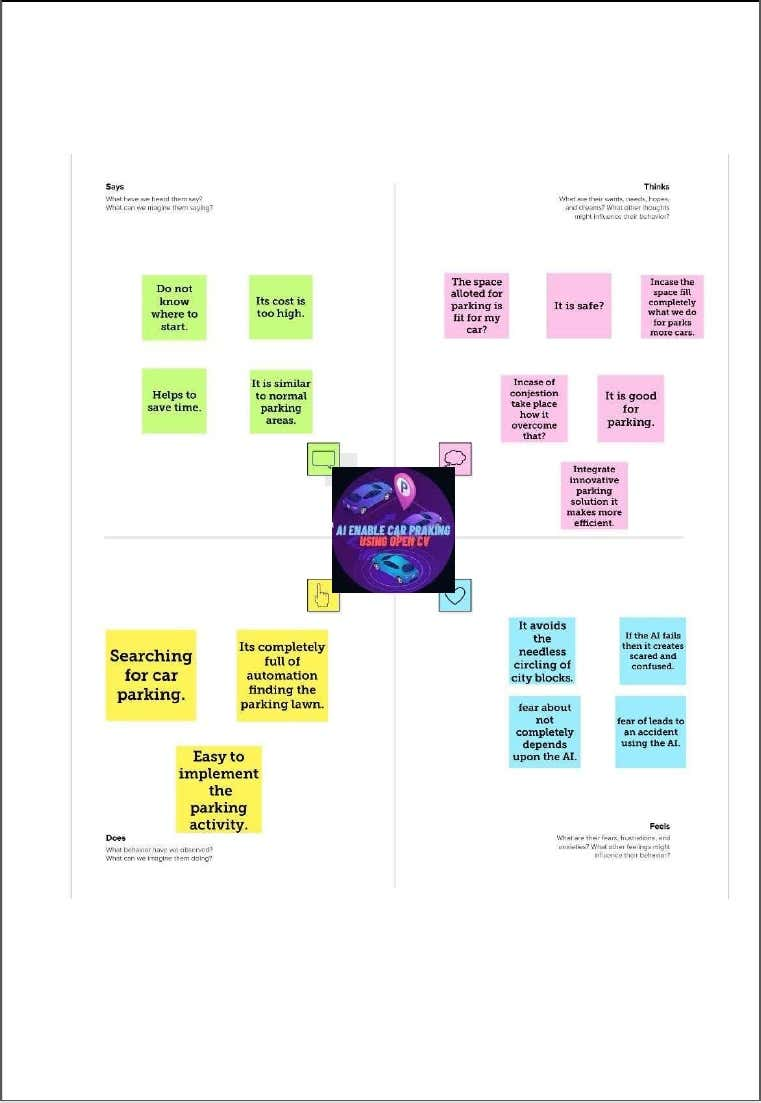 Says
What have we heard them say?
What can we imagine them saying?
Thinks
What are their wants, needs, hopes,
and dreams? What other thoughts
might influence their behavior?
Do not
know
where to
start.
Its cost is
too high.
Helps to
save time.
It is similar
to normal
parking
areas.
The space
alloted for
parking is
fit for my
car?
It is safe?
Incase the
space fill
completely
what we do
for parks
more cars.
Incase of
conjestion
take place
how it
overcome
that?
It is good
for
parking.
Integrate
innovative
parking
solution it
makes more
efficient.
P
AI ENABLE CAR PRAKING
USING OPEN CV
Searching
for car
parking.
Its completely
full of
automation
finding the
parking lawn.
Easy to
implement
the
parking
activity.
Does
What behavior have we observed?
What can we imagine them doing?
It avoids
the
needless
circling of
city blocks.
If the AI fails
then it creates
scared and
confused.
fear about
not
completely
depends
upon the AI.
fear of leads to
an accident
using the AI.
Feels
What are their fears, frustrations, and
anxieties? What other feelings might
influence their behavior?